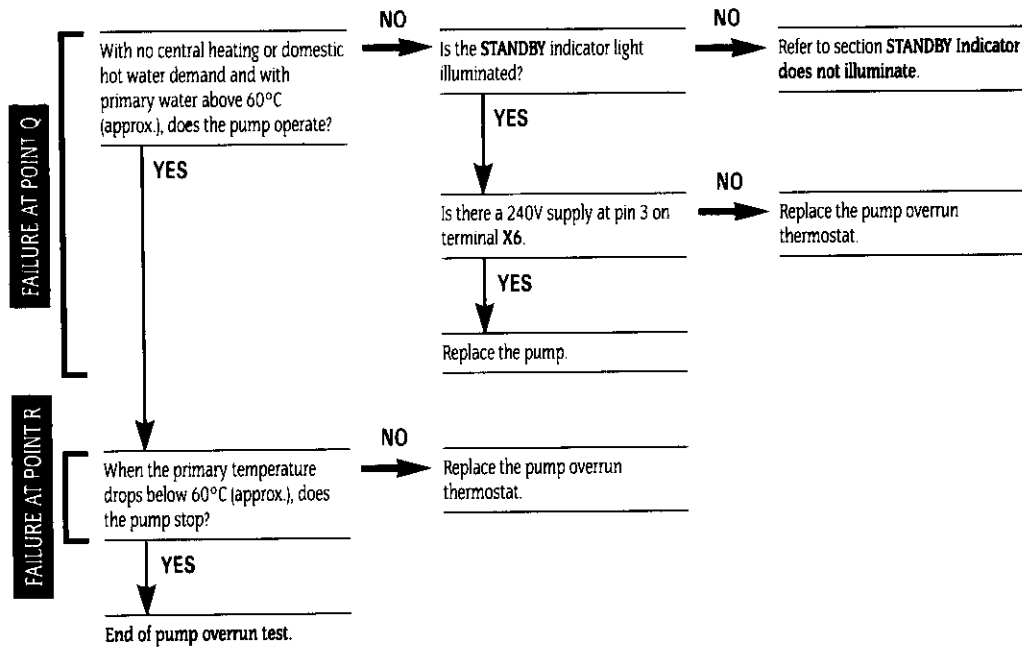 FAILURE AT POINT Q
With no central heating or domestic
hot water demand and with
primary water above 60°C
(approx.), does the pump operate?
NO
Is the STANDBY indicator light
illuminated?
NO
Refer to section STANDBY Indicator
does not illuminate.
YES
YES
Is there a 240V supply at pin 3 on
terminal X6.
NO
Replace the pump overrun
thermostat.
YES
Replace the pump.
FAILURE AT POINT R
When the primary temperature
drops below 60°C (approx.), does
the pump stop?
NO
Replace the pump overrun
thermostat.
YES
End of pump overrun test.